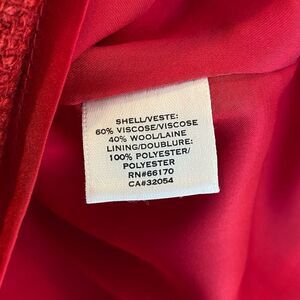 SHELL/VESTE:
60% VISCOSE/VISCOSE
40% WOOL/LAINE
LINING/DOUBLURE:
100% POLYESTER/
POLYESTER
RN#66170
CA#32054